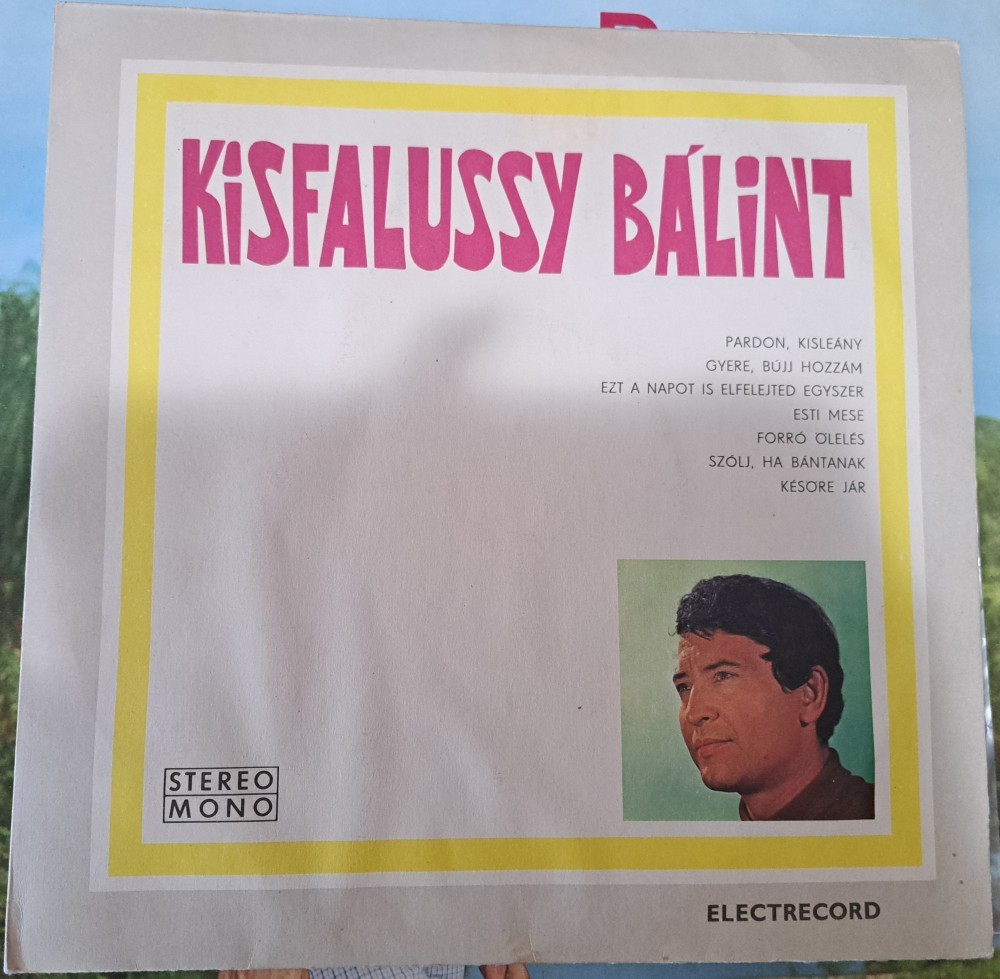 KISFALUSSY BÁLINT
PARDON, KISLEÁNY
GYERE, BÚJJ HOZZÁM
EZT A NAPOT IS ELFELEJTED EGYSZER
ESTI MESE
FORRÓ ÖLELÉS
SZÓLJ, HA BÁNTANAK
KÉSŐRE JÁR
STEREO
MONO
ELECTRECORD